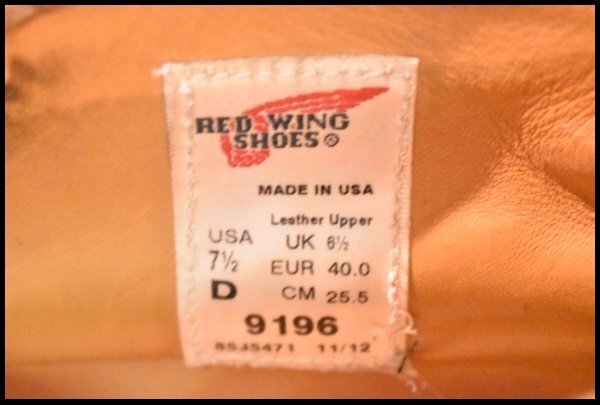 RED WING
SHOES®
MADE IN USA
Leather Upper
USA UK 6½
7½ EUR 40.0
D CM 25.5
9196
85J5471 11/12